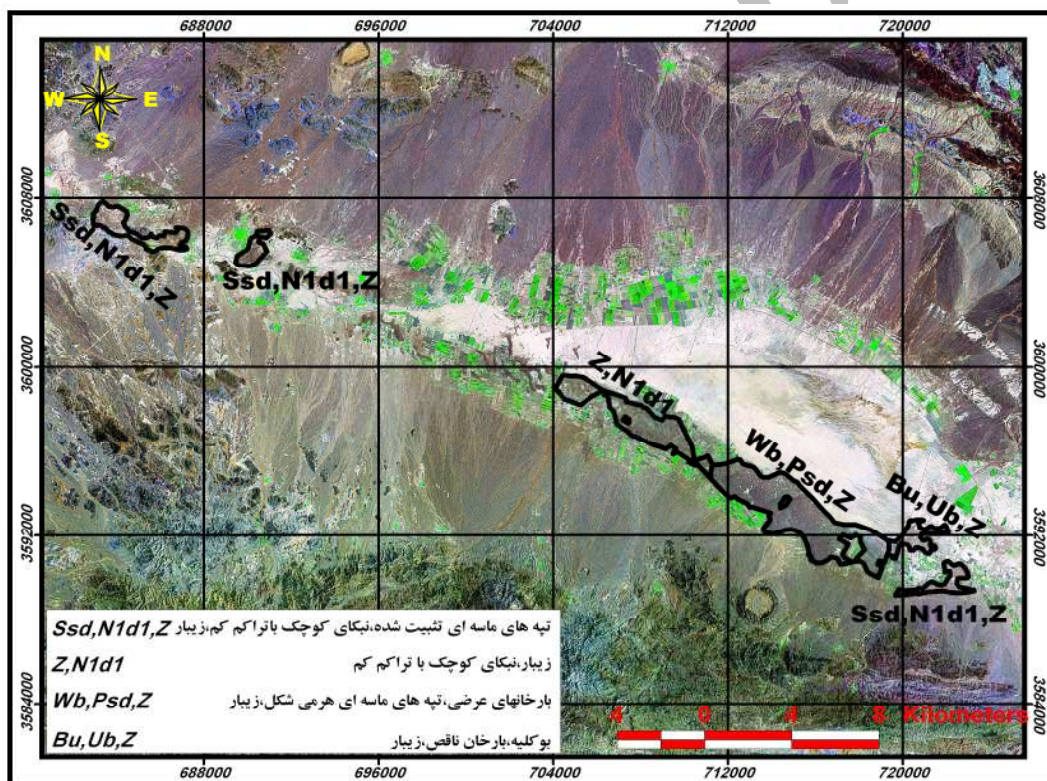 688000 696000 704000 712000 720000
N
W E
S
3608000 3608000
Ssd,N1d1,Z
Ssd,N1d1,Z
3600000 3600000
Z,N1d1
Wb,Psd,Z
Bu,Ub,Z
3592000 3592000
Ssd,N1d1,Z
تپه های ماسه ای تثبیت شده،نبکای کوچک باتراکم کم،زیبار Ssd,N1d1,Z
زیبار،نبکای کوچک با تراکم کم Z,N1d1
بارخانهای عرضی،تپه های ماسه ای هرمی شکل،زیبار Wb,Psd,Z
بوکلیه،بارخان ناقص،زیبار Bu,Ub,Z
3584000 3584000
4 0 4 8 Kilometers
688000 696000 704000 712000 720000